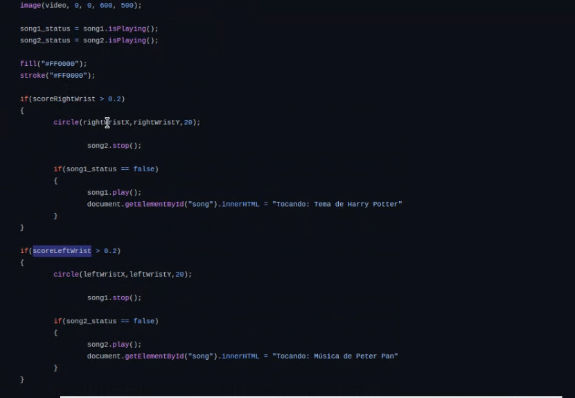 image(video, 0, 0, 600, 500);
song1_status = song1.isPlaying();
song2_status = song2.isPlaying();
fill("#FF0000");
stroke("#FF0000");
if(scoreRightWrist > 0.2)
{
circle(rightWristX,rightWristY,20);
song2.stop();
if(song1_status == false)
{
song1.play();
document.getElementById("song").innerHTML = "Tocando: Tema de Harry Potter"
}
}
if(scoreLeftWrist > 0.2)
{
circle(leftWristX,leftWristY,20);
song1.stop();
if(song2_status == false)
{
song2.play();
document.getElementById("song").innerHTML = "Tocando: Música de Peter Pan"
}
}